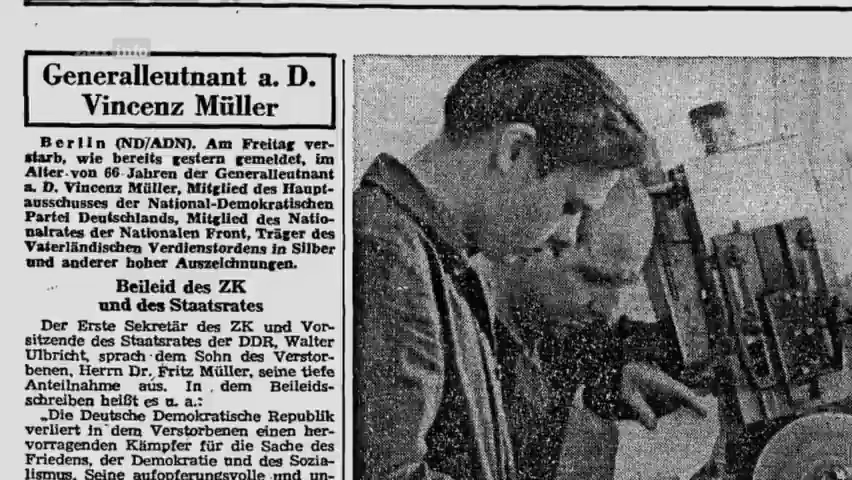 info
Generalleutnant a. D.
Vincenz Müller
Berlin (ND/ADN). Am Freitag ver-
starb, wie bereits gestern gemeldet, im
Alter von 66 Jahren der Generalleutnant
a. D. Vincenz Müller, Mitglied des Haupt-
ausschusses der National-Demokratischen
Partei Deutschlands, Mitglied des Natio-
nalrates der Nationalen Front, Träger des
Vaterländischen Verdienstordens in Silber
und anderer hoher Auszeichnungen.
Beileid des ZK
und des Staatsrates
Der Erste Sekretär des ZK und Vor-
sitzende des Staatsrates der DDR, Walter
Ulbricht, sprach dem Sohn des Verstor-
benen, Herrn Dr. Fritz Müller, seine tiefe
Anteilnahme aus. In dem Beileids-
schreiben heißt es u. a.:
„Die Deutsche Demokratische Republik
verliert in dem Verstorbenen einen her-
vorragenden Kämpfer für die Sache des
Friedens, der Demokratie und des Sozia-
lismus. Seine aufopferungsvolle und un-